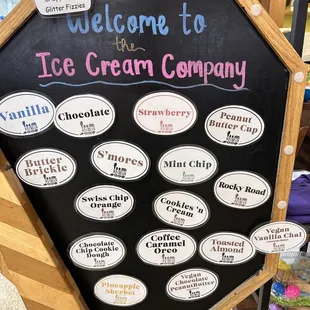 Glitter Fizzies
Welcome to
the
Ice Cream Company
Vanilla
Chocolate
Strawberry
Peanut
Butter Cup
Butter
Brickle
S'mores
Mint Chip
Rocky Road
Swiss Chip
Orange
Cookies 'n
Cream
Chocolate
Chip Cookie
Dough
Coffee
Caramel
Oreo
Toasted
Almond
Vegan
Vanilla Chai
Pineapple
Sherbet
Vegan
Chocolate
Peanut Butter